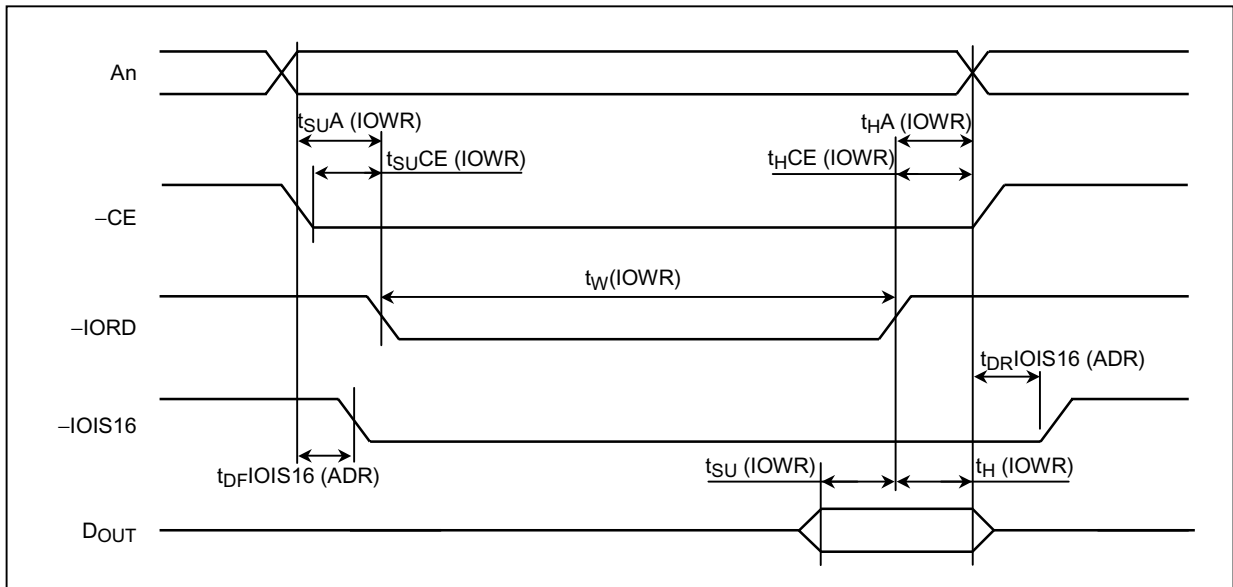 An
tSUA (IOWR)
tHA (IOWR)
tSUCE (IOWR)
tHCE (IOWR)
–CE
tW(IOWR)
–IORD
tDRIOIS16 (ADR)
–IOIS16
tDFIOIS16 (ADR)
tSU (IOWR)
tH (IOWR)
DOUT